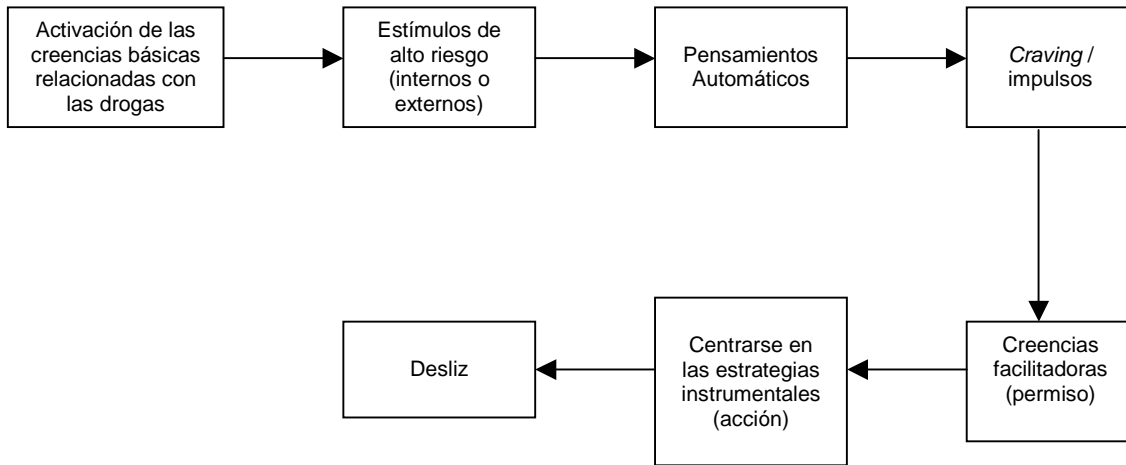 Activación de las
creencias básicas
relacionadas con
las drogas
Estímulos de
alto riesgo
(internos o
externos)
Pensamientos
Automáticos
Craving /
impulsos
Creencias
facilitadoras
(permiso)
Centrarse en
las estrategias
instrumentales
(acción)
Desliz